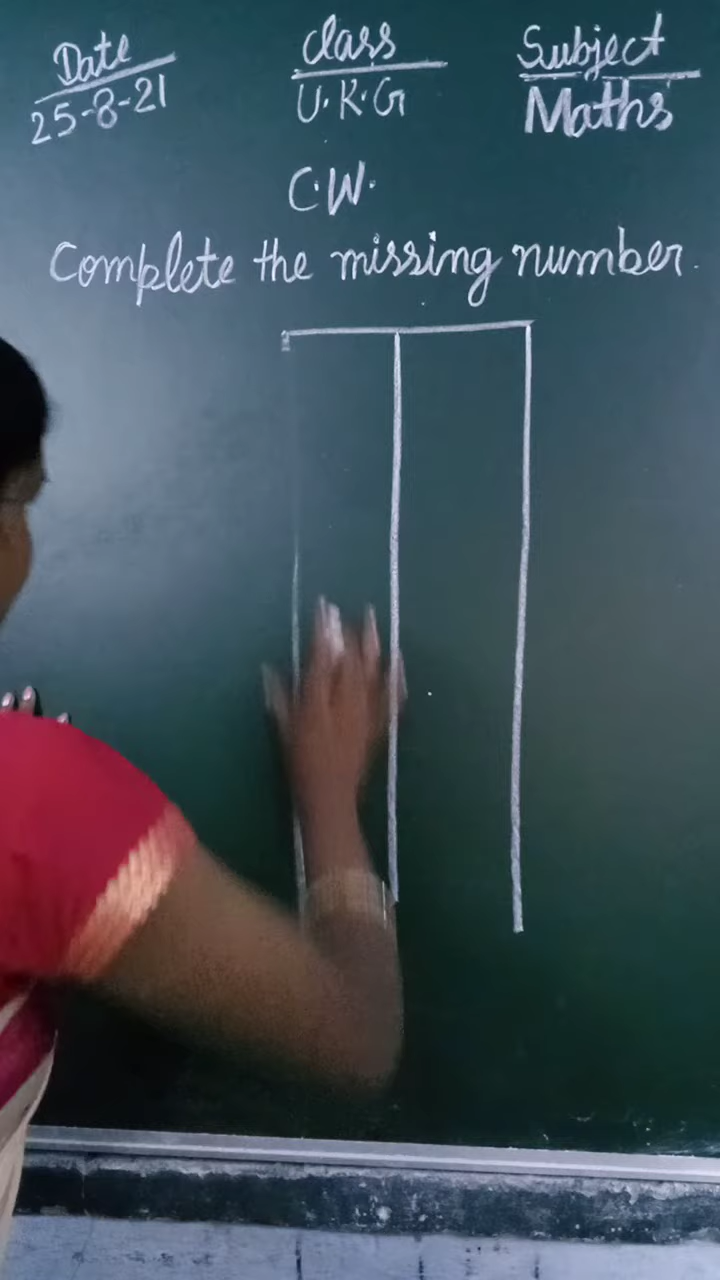 Date class Subject
25-8-21 U.K.G Maths
C.W.
Complete the missing number.